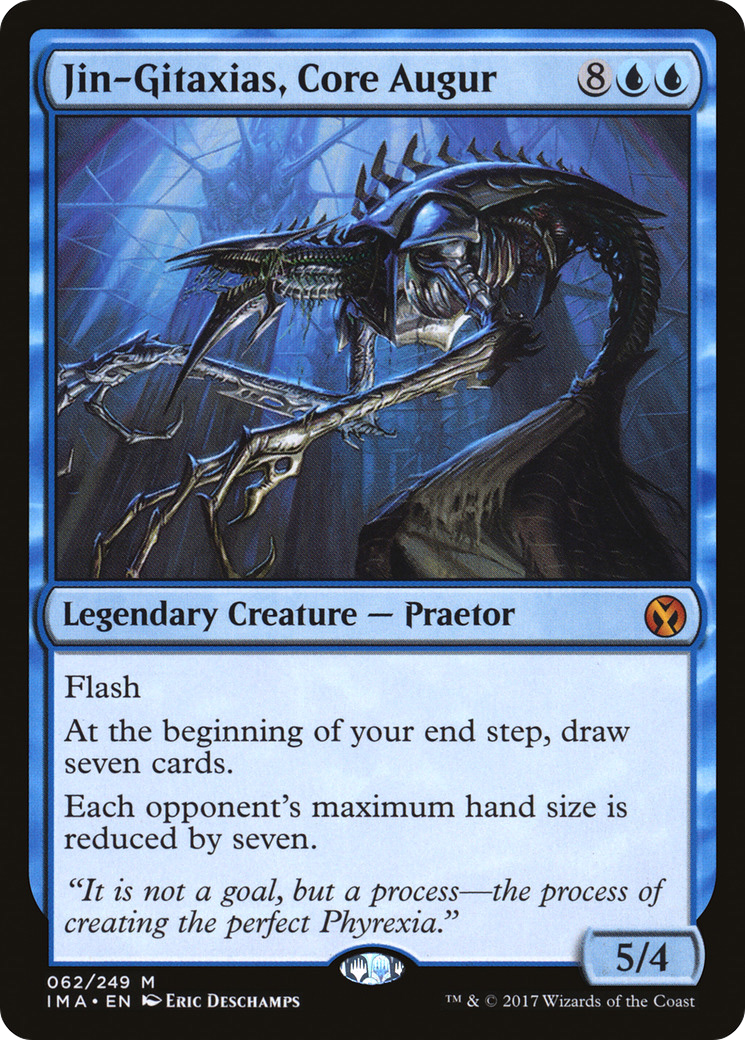 Jin-Gitaxias, Core Augur 8
Legendary Creature — Praetor
Flash
At the beginning of your end step, draw
seven cards.
Each opponent's maximum hand size is
reduced by seven.
“It is not a goal, but a process—the process of
creating the perfect Phyrexia.”
5/4
062/249 M
IMA • EN Eric Deschamps
™ & © 2017 Wizards of the Coast